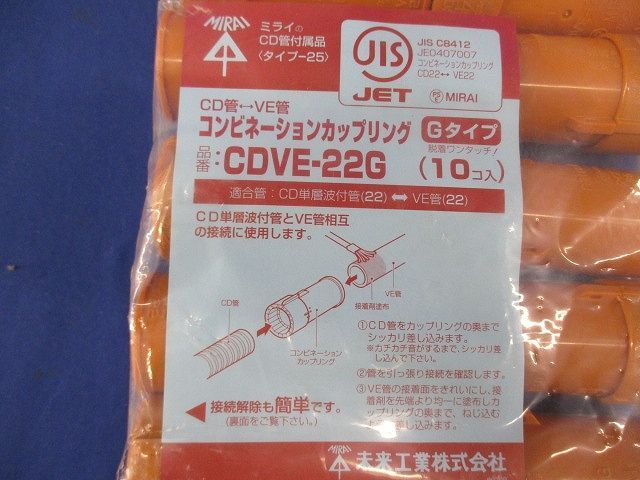 MIRAI
ミライの
CD管付属品
〈タイプ-25〉
JIS
JET
JIS C8412
JE0407007
コンビネーションカップリング
CD22↔VE22
MIRAI
CD管↔VE管
コンビネーションカップリング
Gタイプ
脱着ワンタッチ!
品番:CDVE-22G
(10コ入)
適合管:CD単層波付管(22)⬌VE管(22)
CD単層波付管とVE管相互
の接続に使用します。
CD管
コンビネーション
カップリング
VE管
接着剤塗布
①CD管をカップリングの奥まで
シッカリ差し込みます。
※カチカチ音がするまで、シッカリ差
し込んで下さい。
②管を引っ張り接続を確認します。
③VE管の接着面をきれいにし、接
着剤を先端より均一に塗布しカ
ップリングの奥まで、ねじ込む
差し込みます。
◀接続解除も簡単です。
(裏面をご覧下さい。)
MIRAI
未来工業株式会社